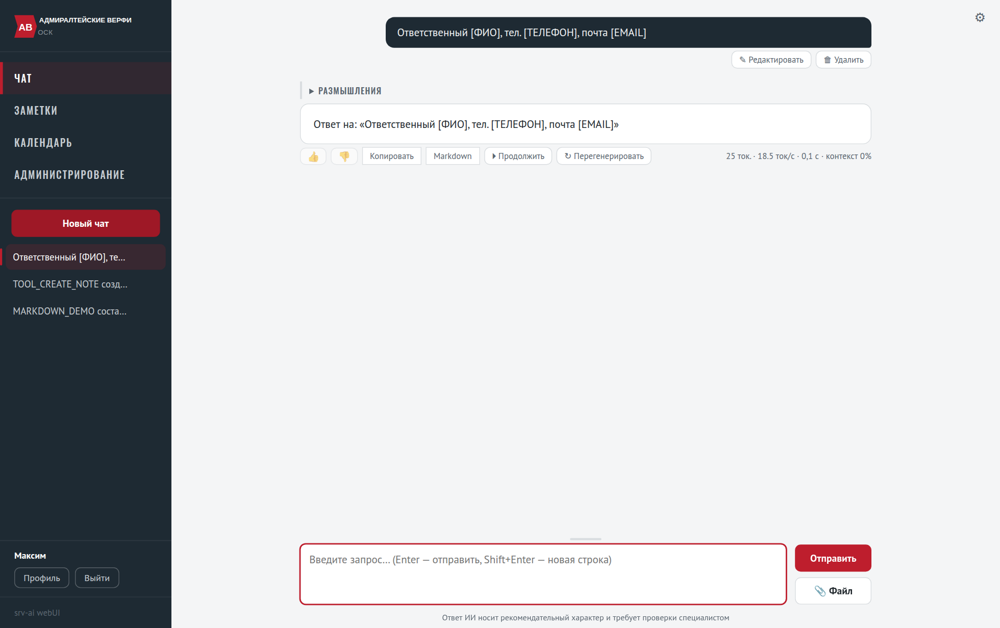 АВ
АДМИРАЛТЕЙСКИЕ ВЕРФИ
ОСК
ЧАТ
ЗАМЕТКИ
КАЛЕНДАРЬ
АДМИНИСТРИРОВАНИЕ
Новый чат
Ответственный [ФИО], те...
TOOL_CREATE_NOTE созд...
MARKDOWN_DEMO соста...
Максим
Профиль
Выйти
srv-ai webUI
Ответственный [ФИО], тел. [ТЕЛЕФОН], почта [EMAIL]
✎ Редактировать
🗑 Удалить
▶ РАЗМЫШЛЕНИЯ
Ответ на: «Ответственный [ФИО], тел. [ТЕЛЕФОН], почта [EMAIL]»
Копировать
Markdown
Продолжить
↻ Перегенерировать
25 ток. · 18.5 ток/с · 0,1 с · контекст 0%
Введите запрос... (Enter — отправить, Shift+Enter — новая строка)
Отправить
📎 Файл
Ответ ИИ носит рекомендательный характер и требует проверки специалистом